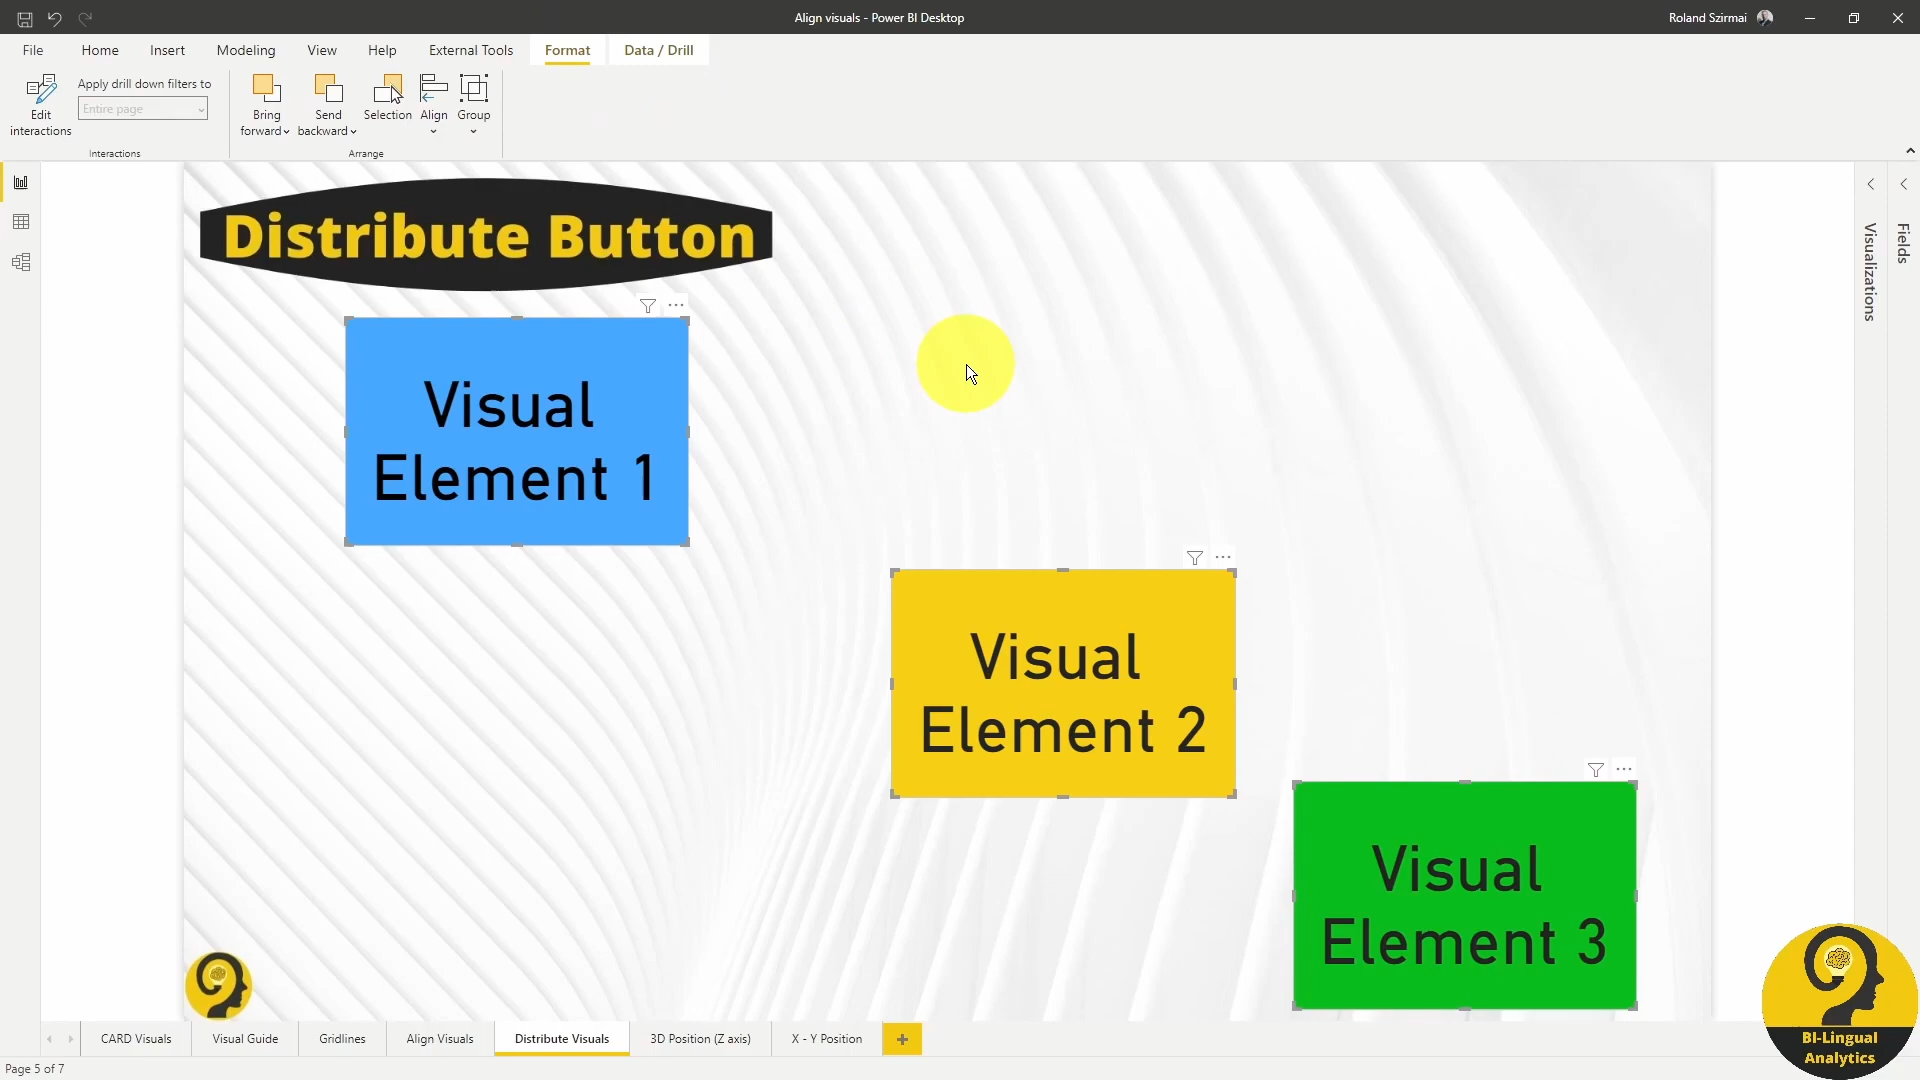 Align visuals - Power BI Desktop
Roland Szirmai
File
Home
Insert
Modeling
View
Help
External Tools
Format
Data / Drill
Edit
interactions
Apply drill down filters to
Entire page
Interactions
Bring
forward
Send
backward
Selection
Align
Group
Arrange
Distribute Button
Visual
Element 1
Visual
Element 2
Visual
Element 3
Visualizations
Fields
BI-Lingual
Analytics
CARD Visuals
Visual Guide
Gridlines
Align Visuals
Distribute Visuals
3D Position (Z axis)
X - Y Position
Page 5 of 7